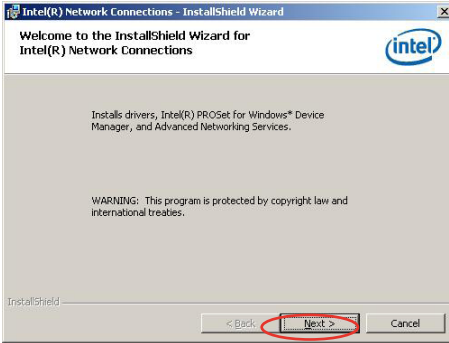 Intel(R) Network Connections - InstallShield Wizard
Welcome to the InstallShield Wizard for
Intel(R) Network Connections
intel
Installs drivers, Intel(R) PROSet for Windows* Device
Manager, and Advanced Networking Services.
WARNING: This program is protected by copyright law and
international treaties.
InstallShield
< Back
Next >
Cancel